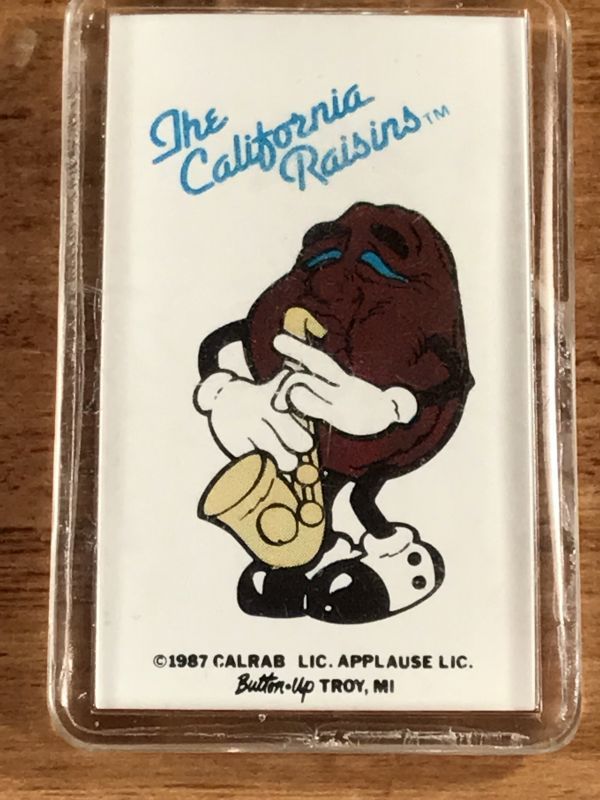 The
California
Raisins™
©1987 CALRAB LIC. APPLAUSE LIC.
Button-Up TROY, MI